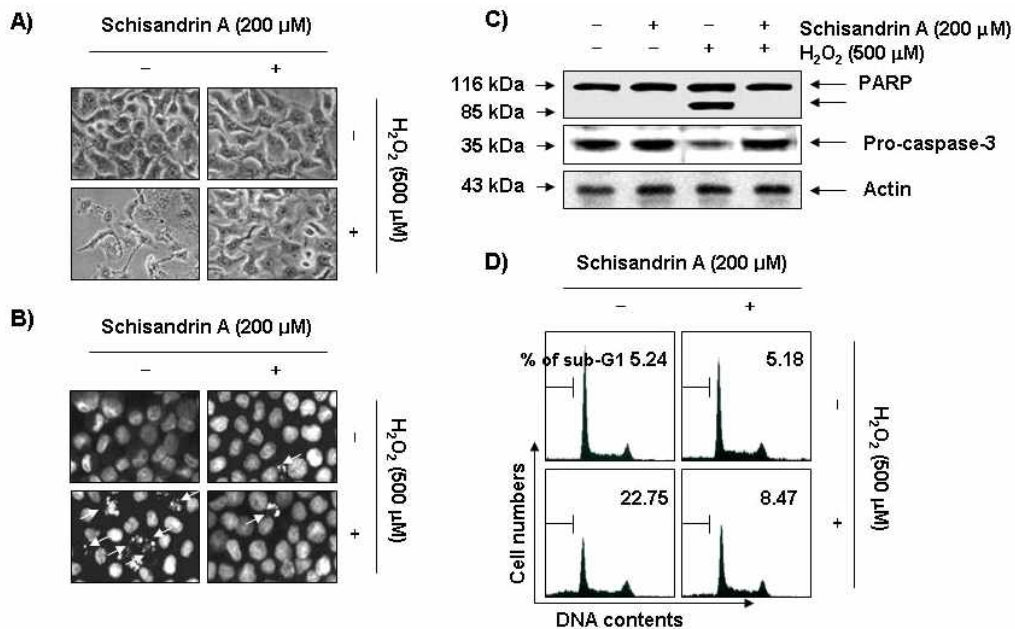 A)
Schisandrin A (200 µM)
– +
–
+
H₂O₂ (500 µM)
B)
Schisandrin A (200 µM)
– +
–
+
H₂O₂ (500 µM)
C)
– + – + Schisandrin A (200 µM)
– – + + H₂O₂ (500 µM)
116 kDa PARP
85 kDa
35 kDa Pro-caspase-3
43 kDa Actin
D)
Schisandrin A (200 µM)
– +
% of sub-G1 5.24 5.18
–
22.75 8.47
+
H₂O₂ (500 µM)
Cell numbers
DNA contents